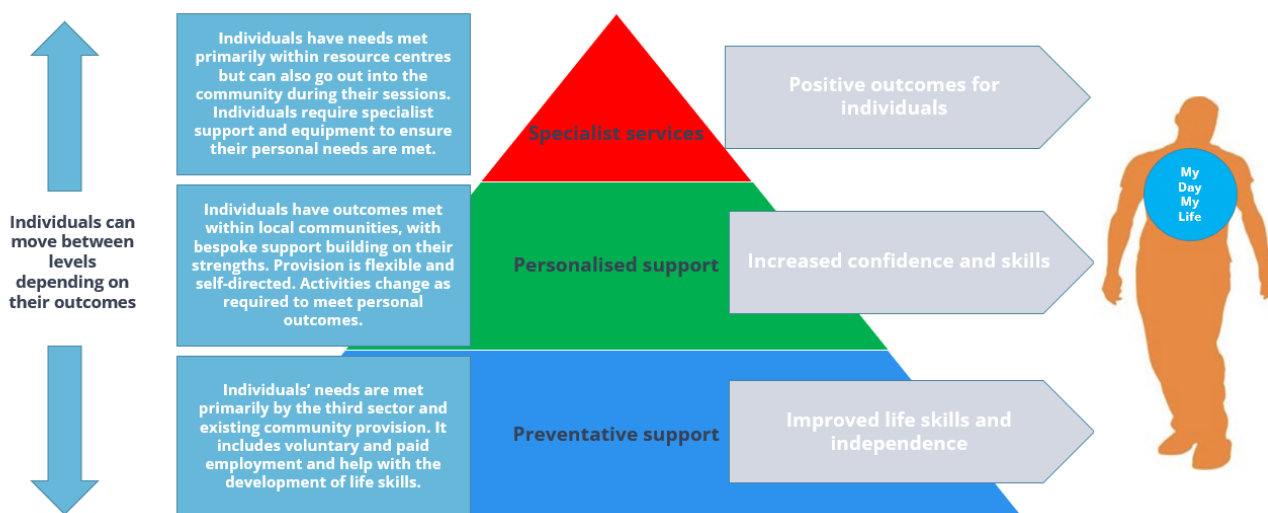 Individuals can
move between
levels
depending on
their outcomes
Individuals have needs met
primarily within resource centres
but can also go out into the
community during their sessions.
Individuals require specialist
support and equipment to ensure
their personal needs are met.
Specialist services
Positive outcomes for
individuals
Individuals have outcomes met
within local communities, with
bespoke support building on their
strengths. Provision is flexible and
self-directed. Activities change as
required to meet personal
outcomes.
Personalised support
Increased confidence and skills
Individuals’ needs are met
primarily by the third sector and
existing community provision. It
includes voluntary and paid
employment and help with the
development of life skills.
Preventative support
Improved life skills and
independence
My
Day
My
Life